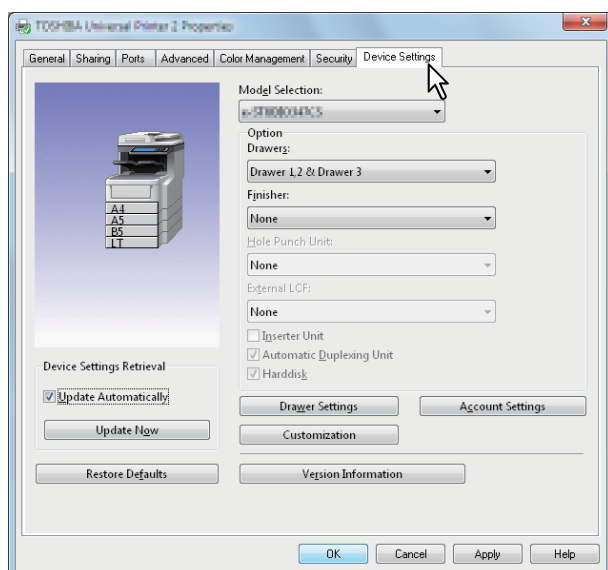 TOSHIBA Universal Printer 2 Properties
General Sharing Ports Advanced Color Management Security Device Settings
Model Selection:
Option
Drawers:
Drawer 1,2 & Drawer 3
Finisher:
None
Hole Punch Unit:
None
External LCF:
None
Inserter Unit
Automatic Duplexing Unit
Harddisk
A4
A5
B5
LT
Device Settings Retrieval
Update Automatically
Update Now
Restore Defaults
Drawer Settings
Account Settings
Customization
Version Information
OK Cancel Apply Help